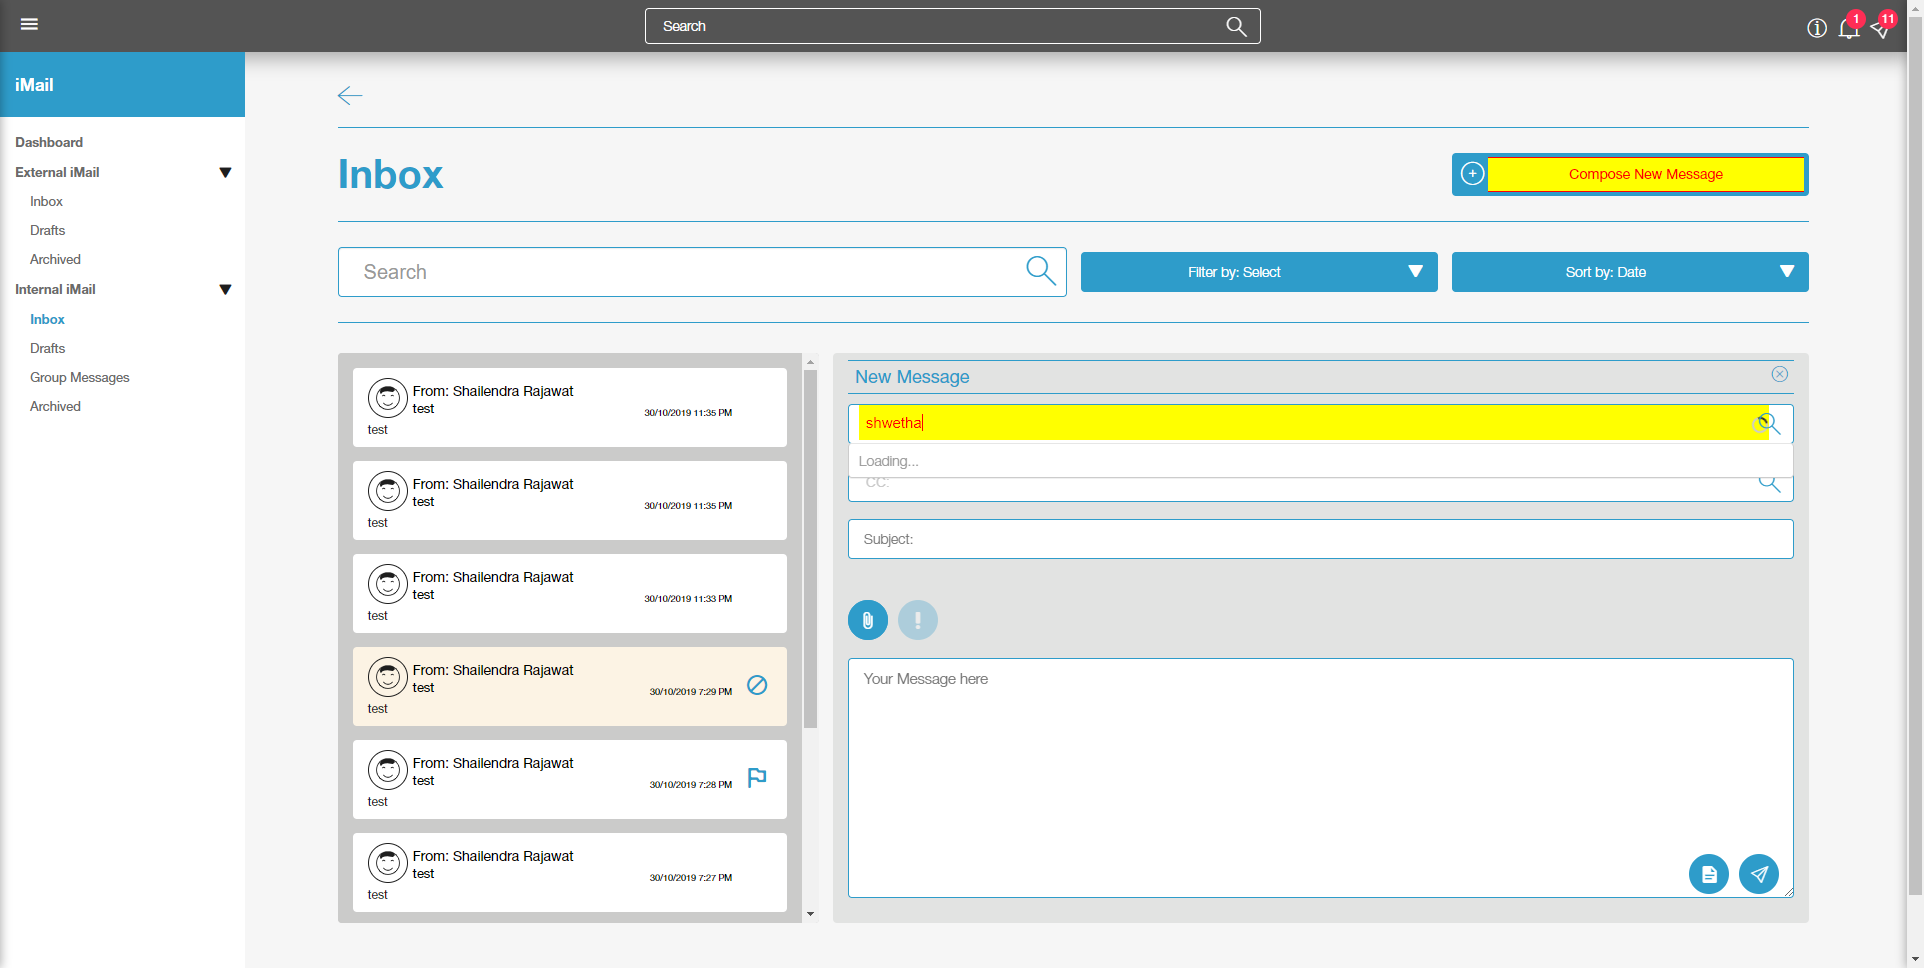 Search
1
11
iMail
Dashboard
External iMail
Inbox
Drafts
Archived
Internal iMail
Inbox
Drafts
Group Messages
Archived
Inbox
Compose New Message
Search
Filter by: Select
Sort by: Date
From: Shailendra Rajawat
test
30/10/2019 11:35 PM
test
From: Shailendra Rajawat
test
30/10/2019 11:35 PM
test
From: Shailendra Rajawat
test
30/10/2019 11:33 PM
test
From: Shailendra Rajawat
test
30/10/2019 7:29 PM
test
From: Shailendra Rajawat
test
30/10/2019 7:28 PM
test
From: Shailendra Rajawat
test
30/10/2019 7:27 PM
test
New Message
shwetha
Loading...
CC:
Subject:
Your Message here